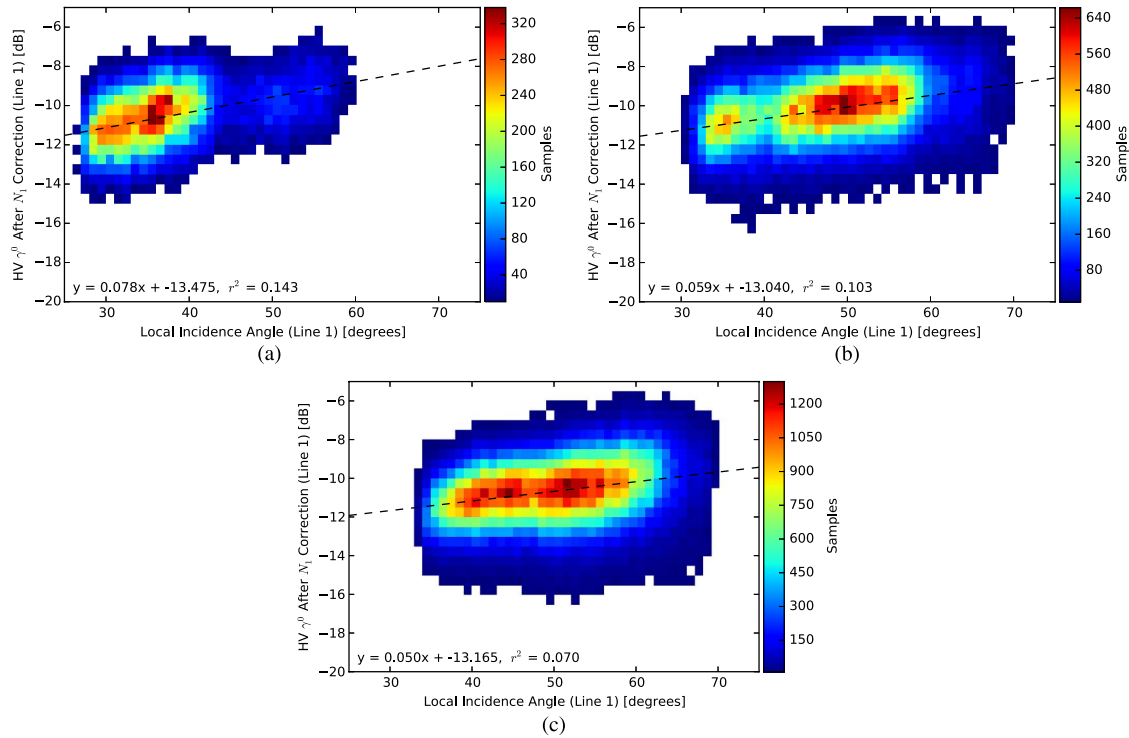 −6
−8
−10
−12
−14
−16
−18
−20
HV γ⁰ After N₁ Correction (Line 1) [dB]
y = 0.078x + -13.475, r² = 0.143
30 40 50 60 70
Local Incidence Angle (Line 1) [degrees]
320
280
240
200
160
120
80
40
Samples
(a)
−6
−8
−10
−12
−14
−16
−18
−20
HV γ⁰ After N₁ Correction (Line 1) [dB]
y = 0.059x + -13.040, r² = 0.103
30 40 50 60 70
Local Incidence Angle (Line 1) [degrees]
640
560
480
400
320
240
160
80
Samples
(b)
−6
−8
−10
−12
−14
−16
−18
−20
HV γ⁰ After N₁ Correction (Line 1) [dB]
y = 0.050x + -13.165, r² = 0.070
30 40 50 60 70
Local Incidence Angle (Line 1) [degrees]
1200
1050
900
750
600
450
300
150
Samples
(c)